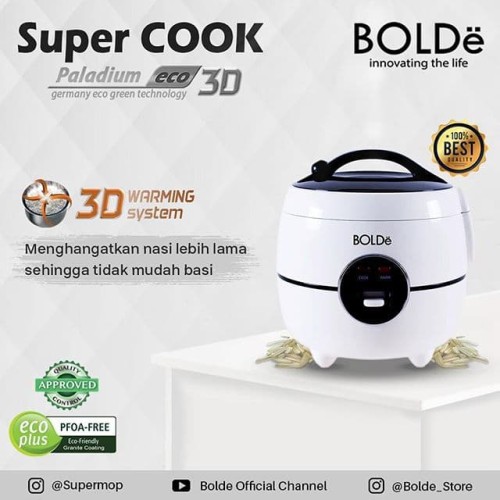 Super COOK
Paladium eco 3D
germany eco green technology
BOLDe
innovating the life
100%
BEST
QUALITY
3D WARMING
system
Menghangatkan nasi lebih lama
sehingga tidak mudah basi
BOLDe
QUALITY
APPROVED
CONTROL
eco
plus
PFOA-FREE
Eco-Friendly
Granite Coating
@Supermop
Bolde Official Channel
@Bolde_Store